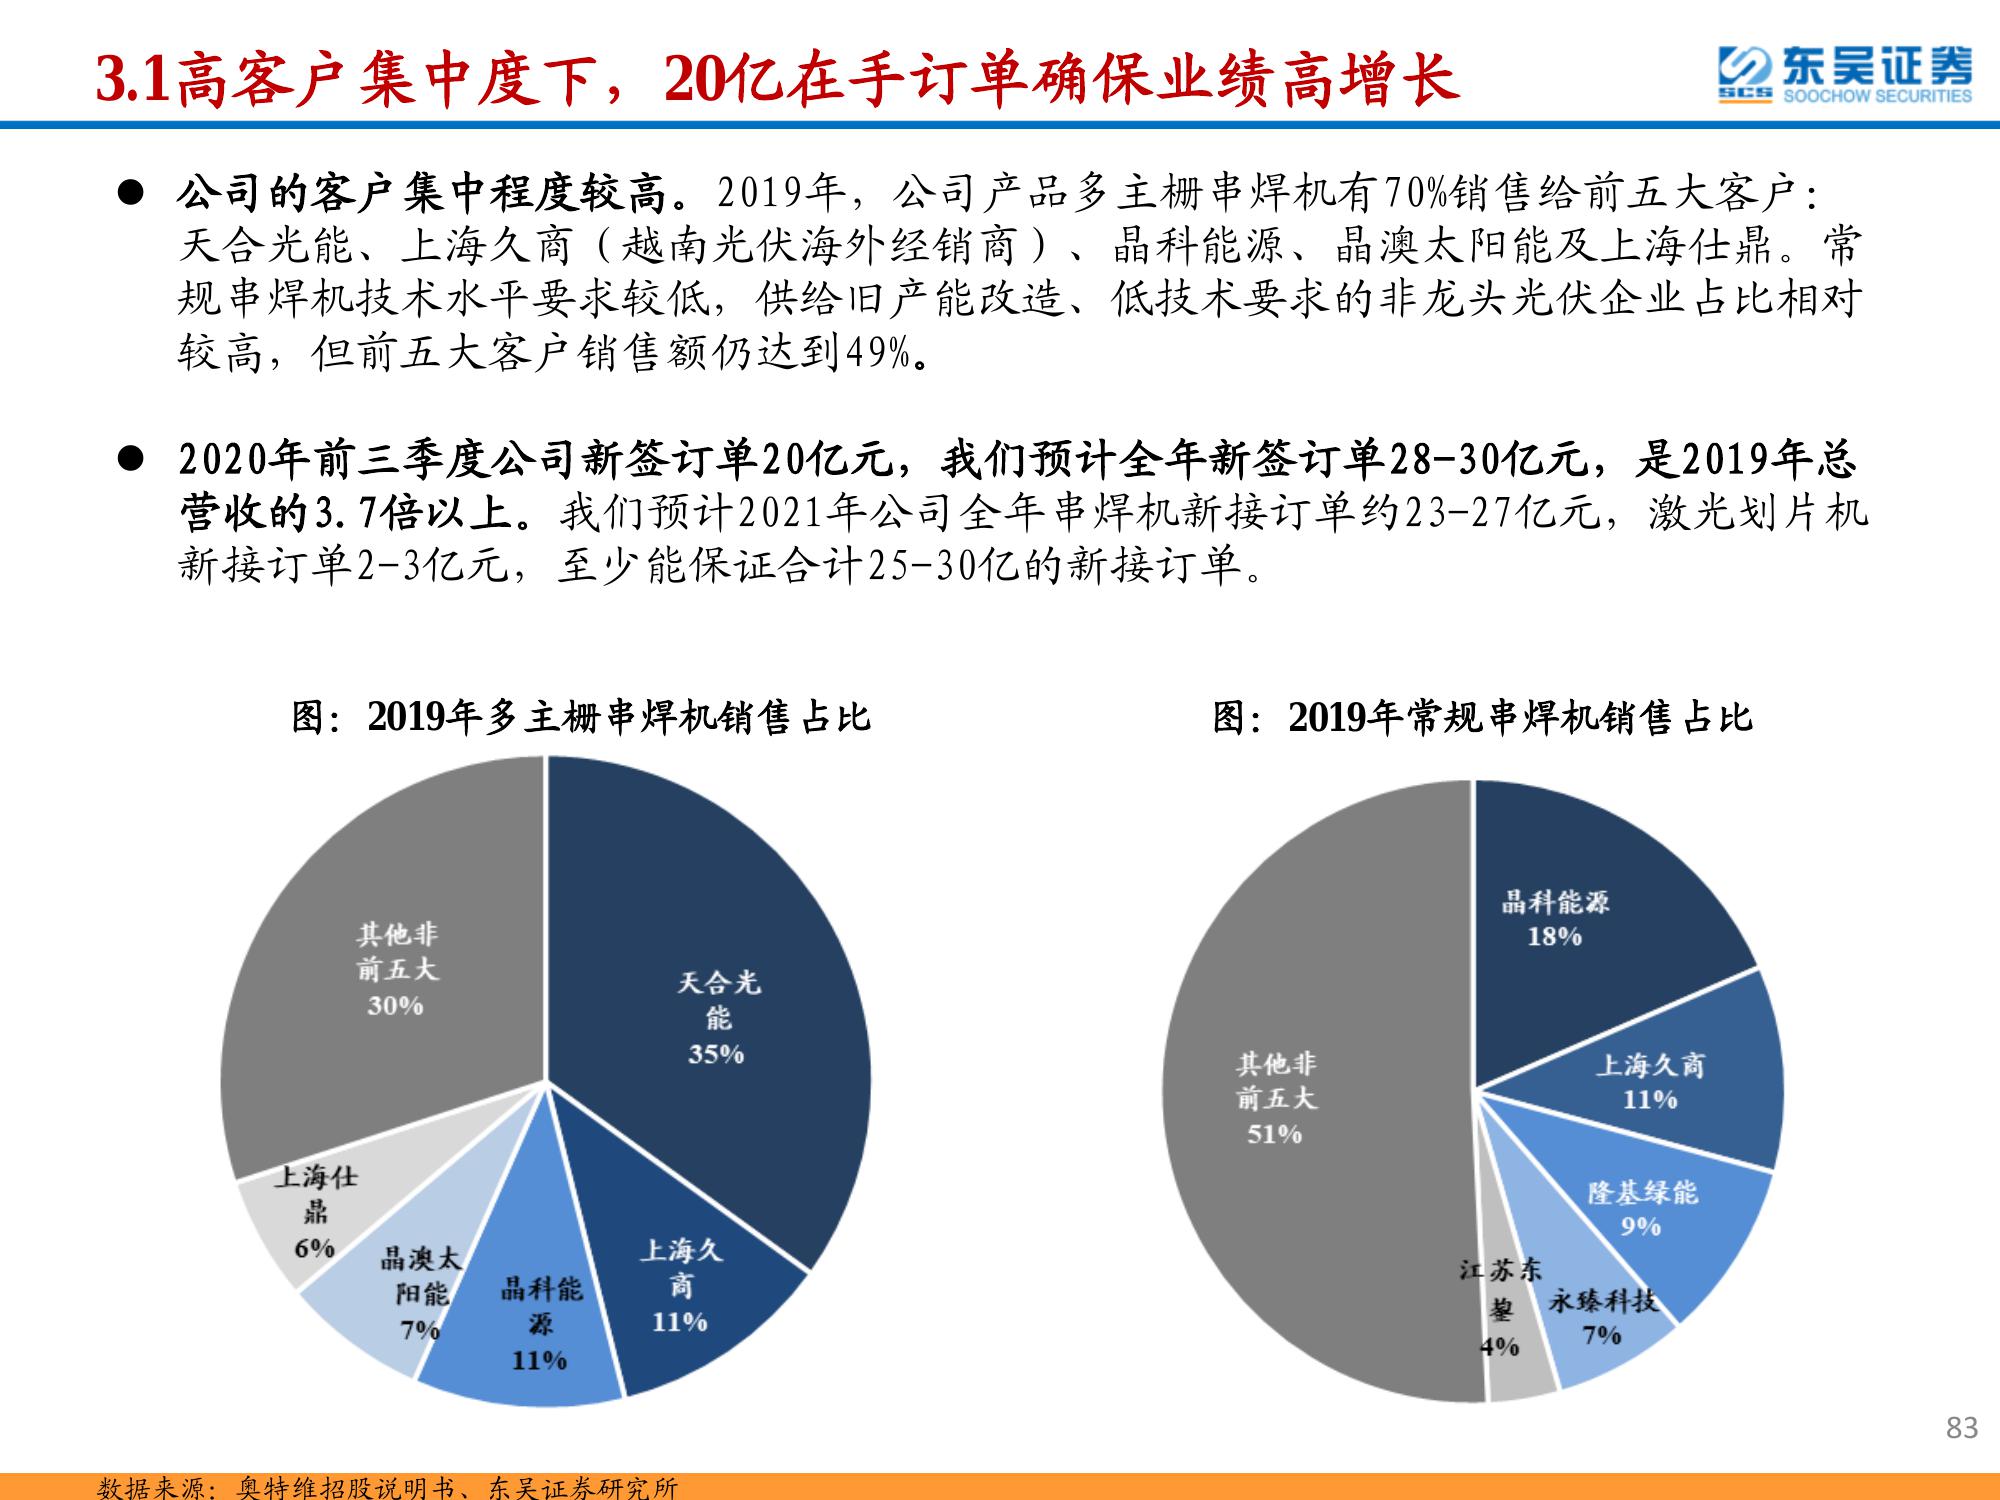 3.1高客户集中度下，20亿在手订单确保业绩高增长
东吴证券
SCS
SOOCHOW SECURITIES
● 公司的客户集中程度较高。2019年，公司产品多主栅串焊机有70%销售给前五大客户：
天合光能、上海久商（越南光伏海外经销商）、晶科能源、晶澳太阳能及上海仕鼎。常
规串焊机技术水平要求较低，供给旧产能改造、低技术要求的非龙头光伏企业占比相对
较高，但前五大客户销售额仍达到49%。
● 2020年前三季度公司新签订单20亿元，我们预计全年新签订单28-30亿元，是2019年总
营收的3.7倍以上。我们预计2021年公司全年串焊机新接订单约23-27亿元，激光划片机
新接订单2-3亿元，至少能保证合计25-30亿的新接订单。
图：2019年多主栅串焊机销售占比
其他非
前五大
30%
天合光
能
35%
上海仕
鼎
6%
晶澳太
阳能
7%
晶科能
源
11%
上海久
商
11%
图：2019年常规串焊机销售占比
晶科能源
18%
上海久商
11%
其他非
前五大
51%
隆基绿能
9%
江苏东
鋆
4%
永臻科技
7%
83
数据来源：奥特维招股说明书、东吴证券研究所